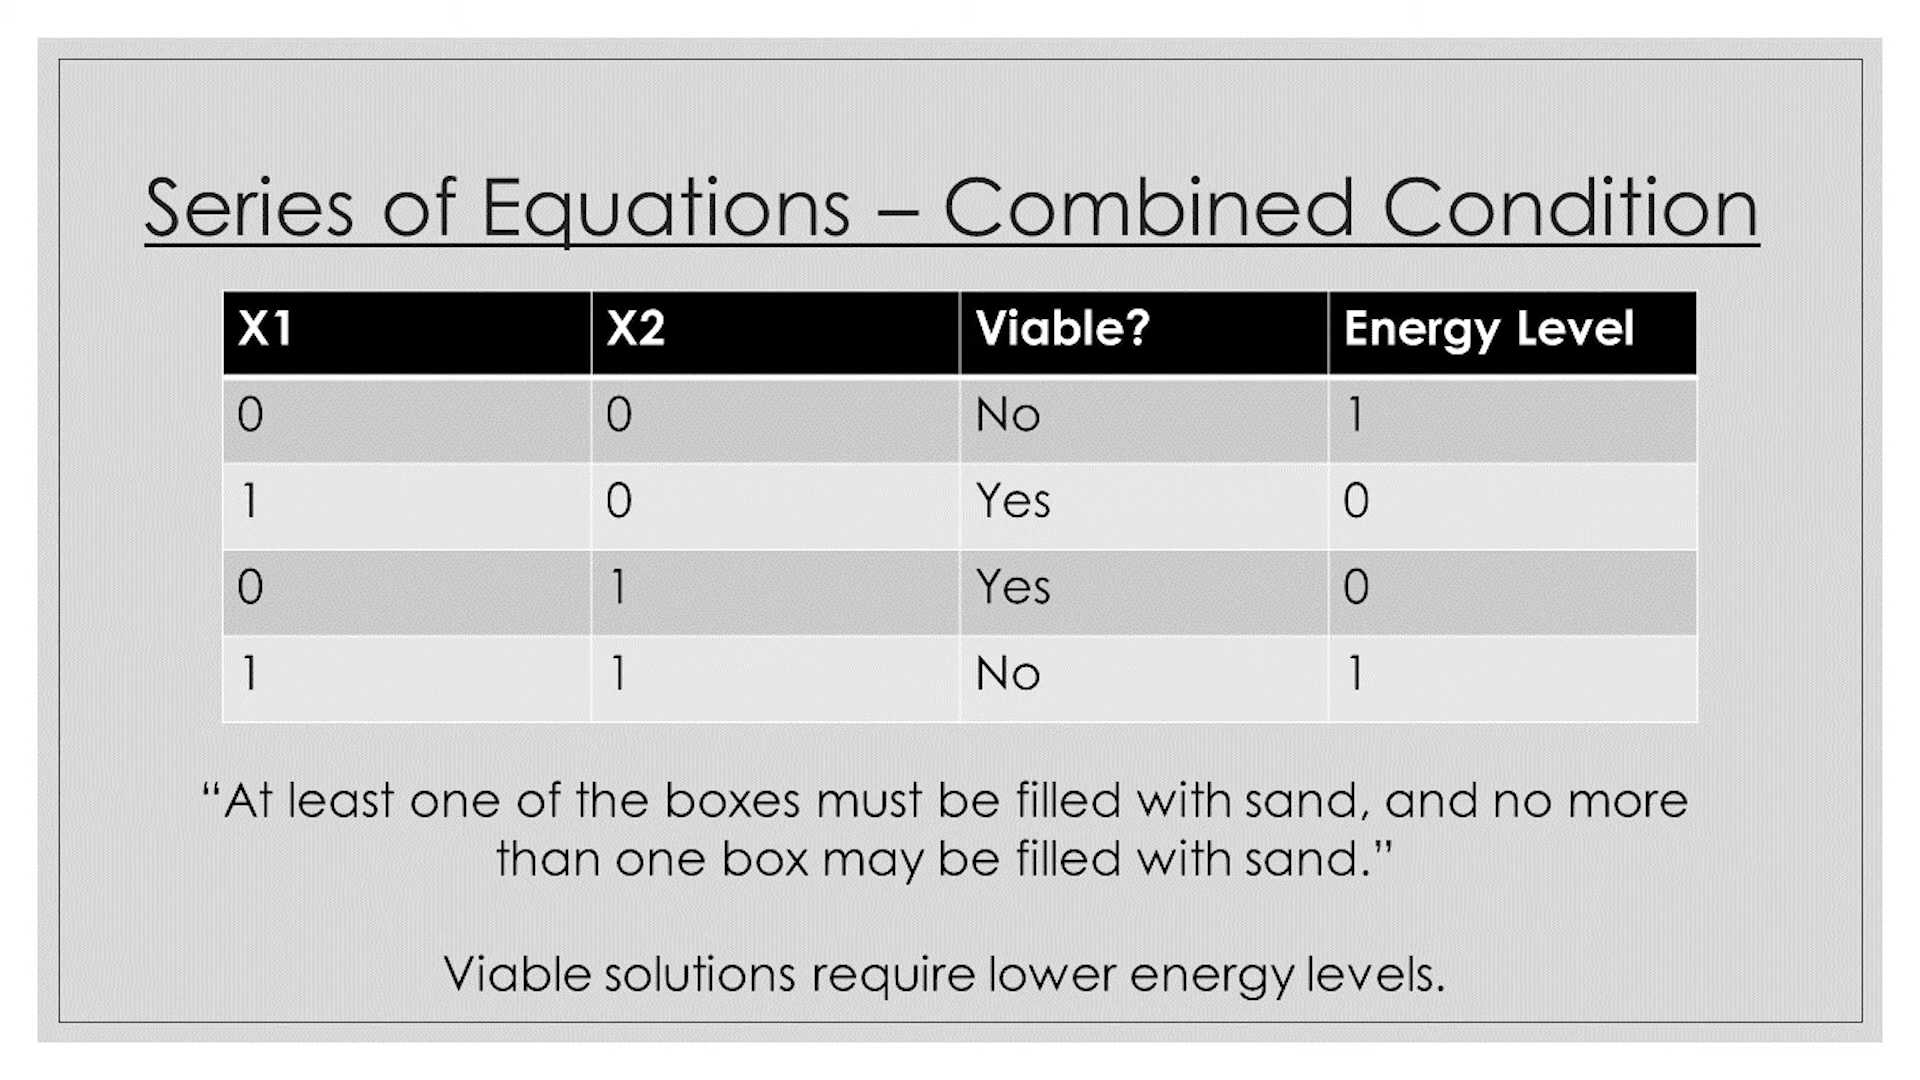 Series of Equations – Combined Condition
X1 X2 Viable? Energy Level
0 0 No 1
1 0 Yes 0
0 1 Yes 0
1 1 No 1
“At least one of the boxes must be filled with sand, and no more
than one box may be filled with sand.”
Viable solutions require lower energy levels.